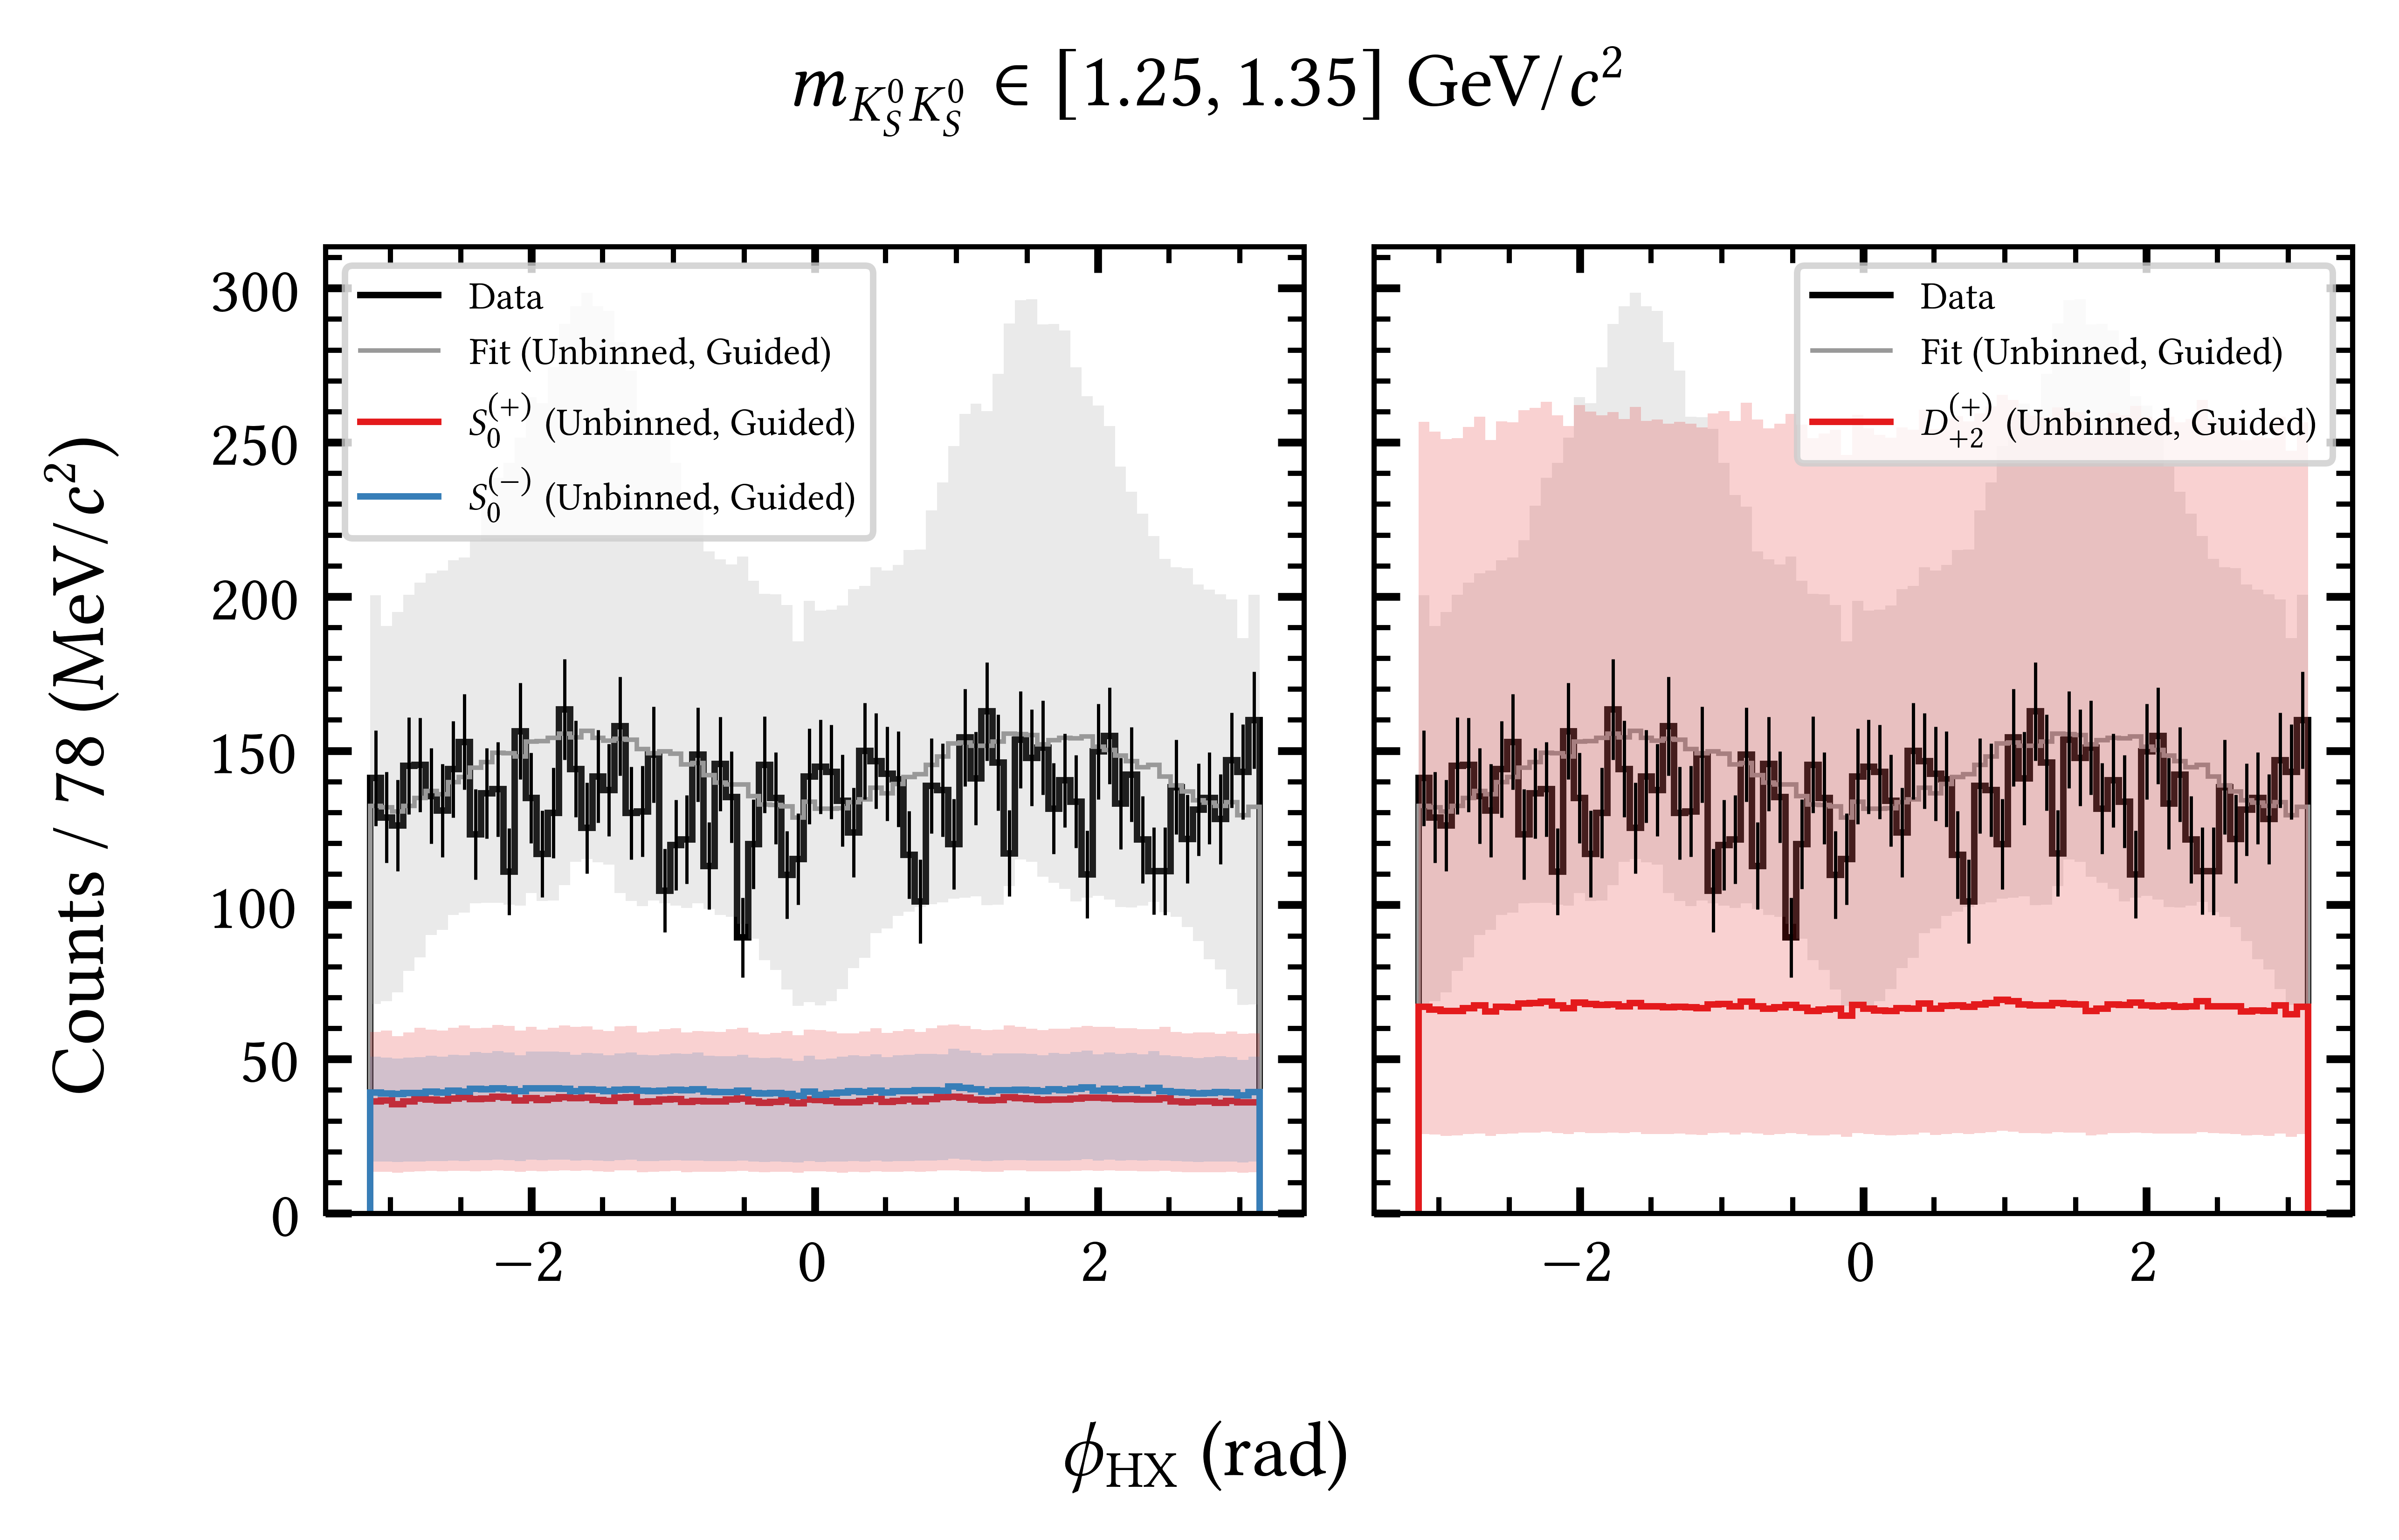 m_{K_S^0 K_S^0} ∈ [1.25, 1.35] GeV/c²
Counts / 78 (MeV/c²)
300
250
200
150
100
50
0
Data
Fit (Unbinned, Guided)
S_0^{(+)} (Unbinned, Guided)
S_0^{(−)} (Unbinned, Guided)
Data
Fit (Unbinned, Guided)
D_{+2}^{(+)} (Unbinned, Guided)
−2 0 2
−2 0 2
ϕ_{HX} (rad)